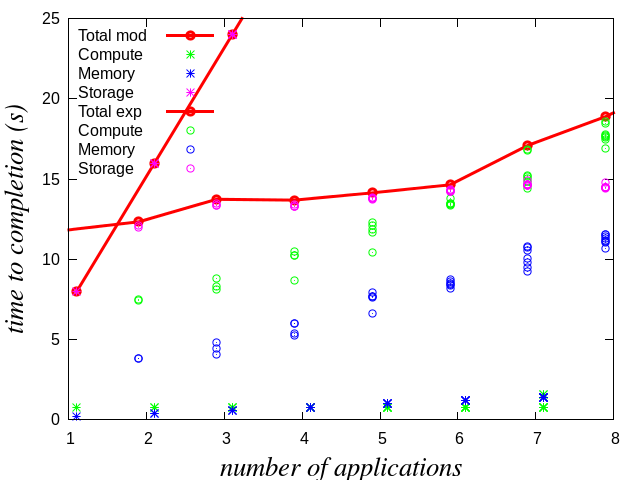 25
20
15
10
5
0
time to completion (s)
Total mod
Compute
Memory
Storage
Total exp
Compute
Memory
Storage
1 2 3 4 5 6 7 8
number of applications